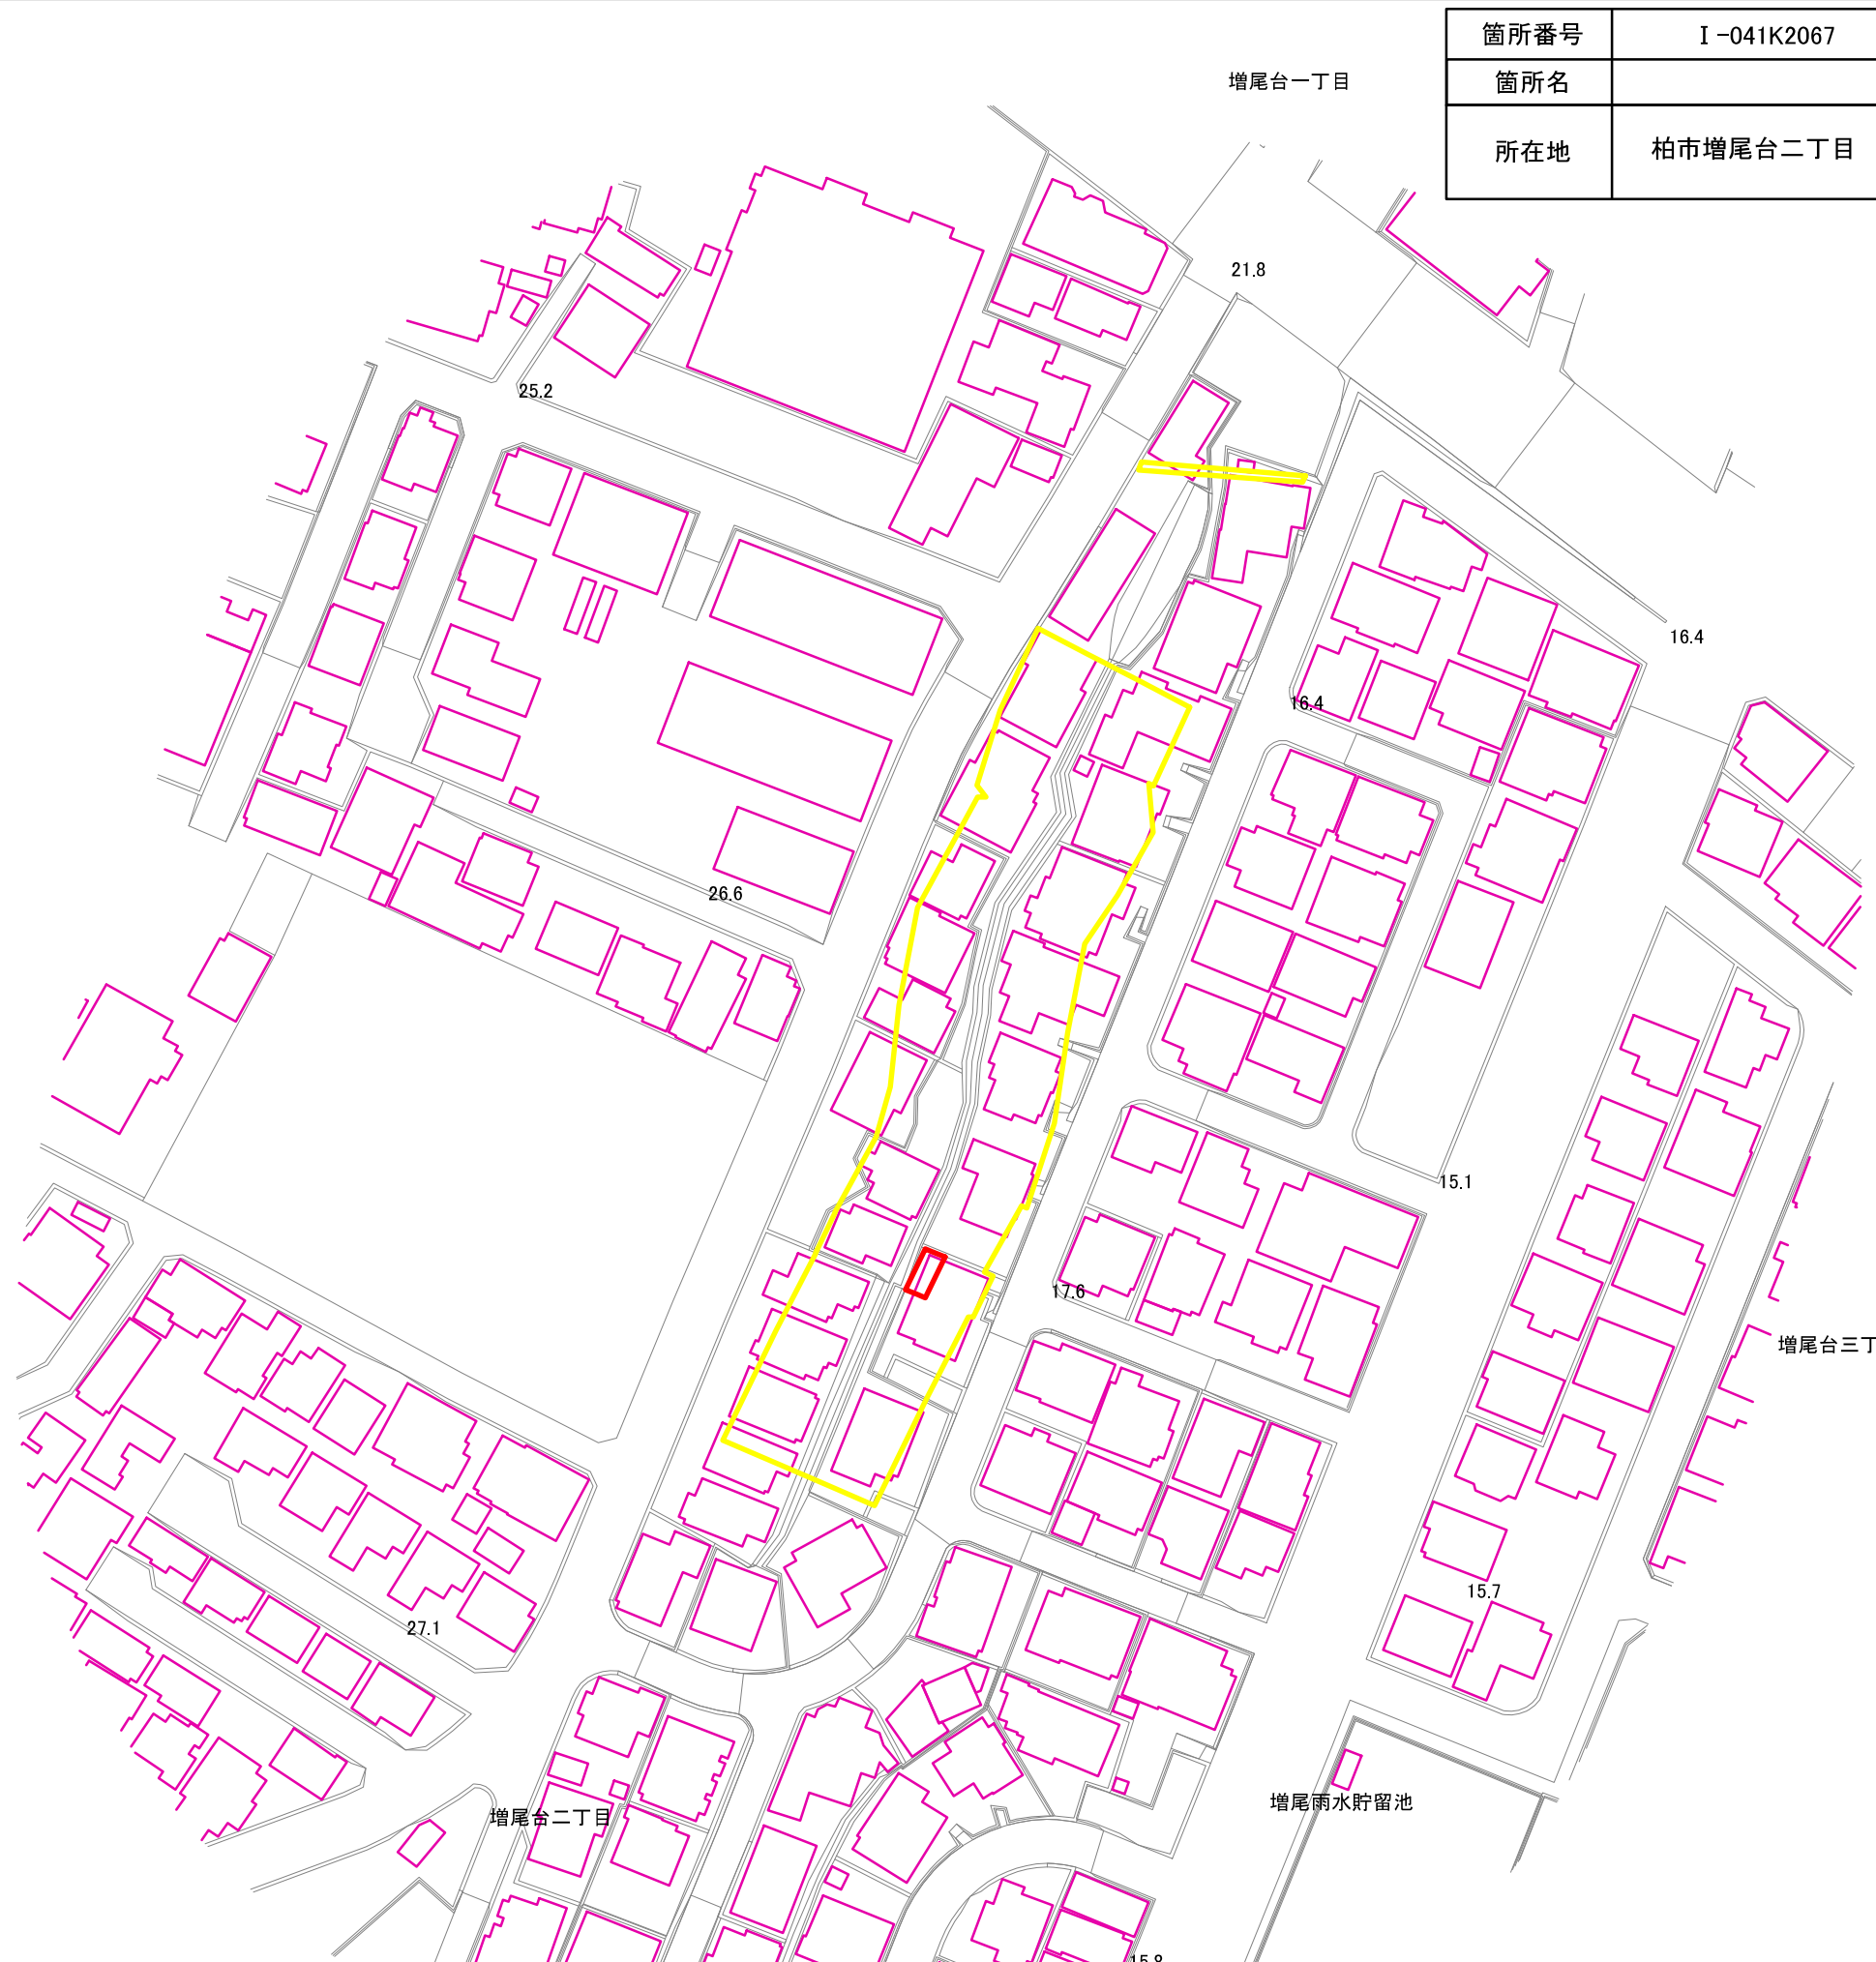 箇所番号 Ⅰ-041K2067
箇所名
所在地 柏市増尾台二丁目
増尾台一丁目
21.8
25.2
16.4
16.4
26.6
15.1
17.6
増尾台三丁
15.7
27.1
増尾雨水貯留池
増尾台二丁目
15.8